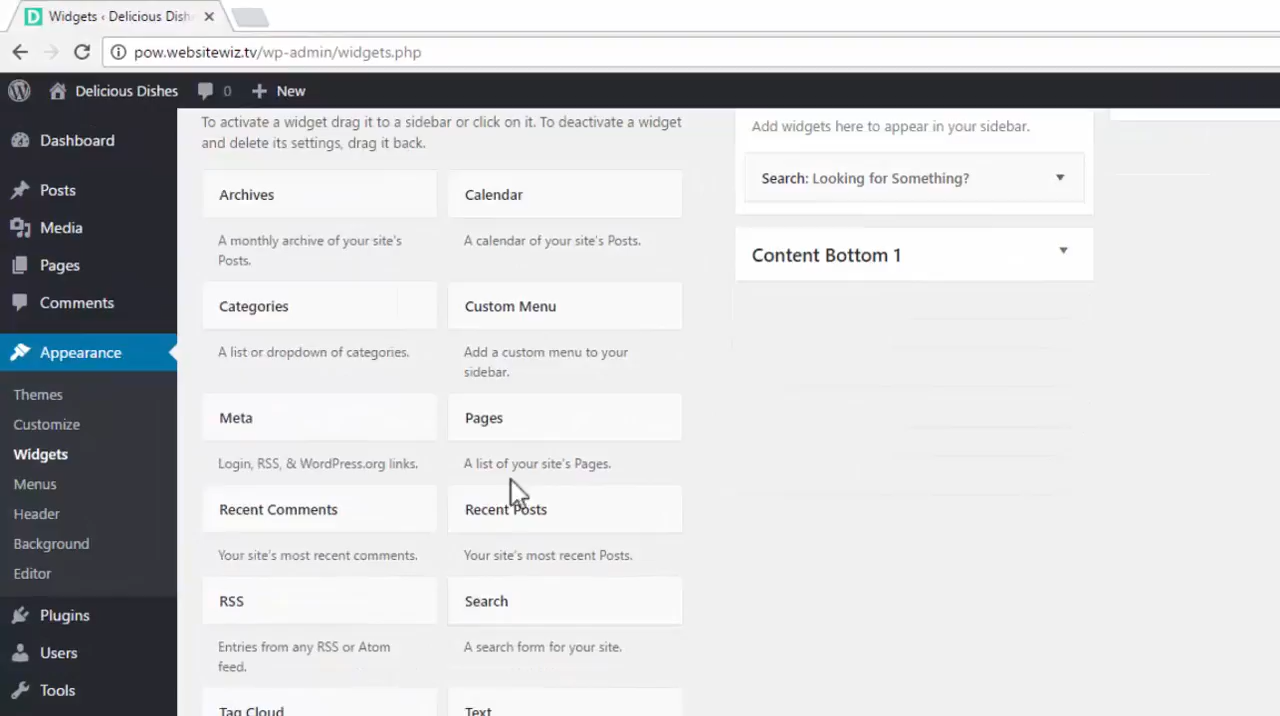 Widgets ‹ Delicious Dishe
pow.websitewiz.tv/wp-admin/widgets.php
Delicious Dishes 0 New
Dashboard
Posts
Media
Pages
Comments
Appearance
Themes
Customize
Widgets
Menus
Header
Background
Editor
Plugins
Users
Tools
To activate a widget drag it to a sidebar or click on it. To deactivate a widget
and delete its settings, drag it back.
Archives
A monthly archive of your site's
Posts.
Calendar
A calendar of your site's Posts.
Categories
A list or dropdown of categories.
Custom Menu
Add a custom menu to your
sidebar.
Meta
Login, RSS, & WordPress.org links.
Pages
A list of your site's Pages.
Recent Comments
Your site's most recent comments.
Recent Posts
Your site's most recent Posts.
RSS
Entries from any RSS or Atom
feed.
Search
A search form for your site.
Tag Cloud
Text
Add widgets here to appear in your sidebar.
Search: Looking for Something?
Content Bottom 1